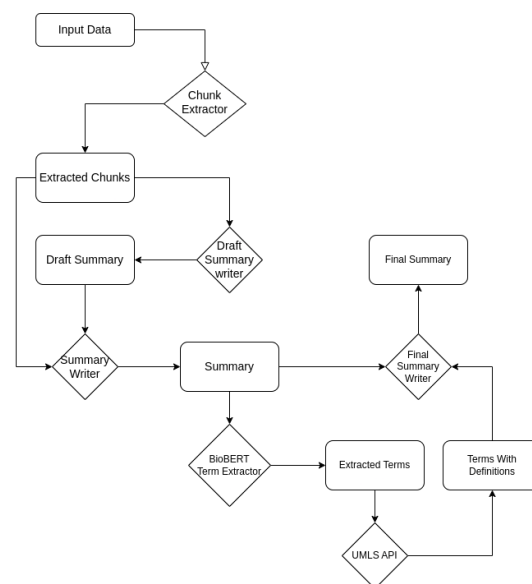 Input Data
Chunk
Extractor
Extracted Chunks
Draft Summary
Draft
Summary
writer
Final Summary
Summary
Writer
Summary
Final
Summary
Writer
BioBERT
Term Extractor
Extracted Terms
Terms With
Definitions
UMLS API